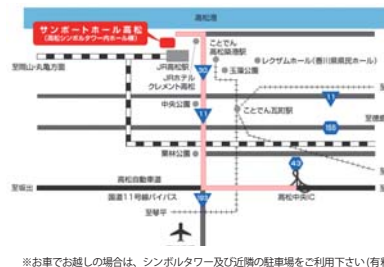 高松港
サンポートホール高松
(高松シンボルタワー内ホール棟)
ことでん
高松築港駅
レクザムホール(香川県県民ホール)
玉藻公園
至岡山・丸亀方面
JR高松駅
JRホテル
クレメント高松
30
中央公園
11
11
ことでん瓦町駅
至徳島
栗林公園
43
高松自動車道
至坂出
国道11号線バイパス
193
高松中央IC
至琴平
※お車でお越しの場合は、シンボルタワー及び近隣の駐車場をご利用下さい(有料